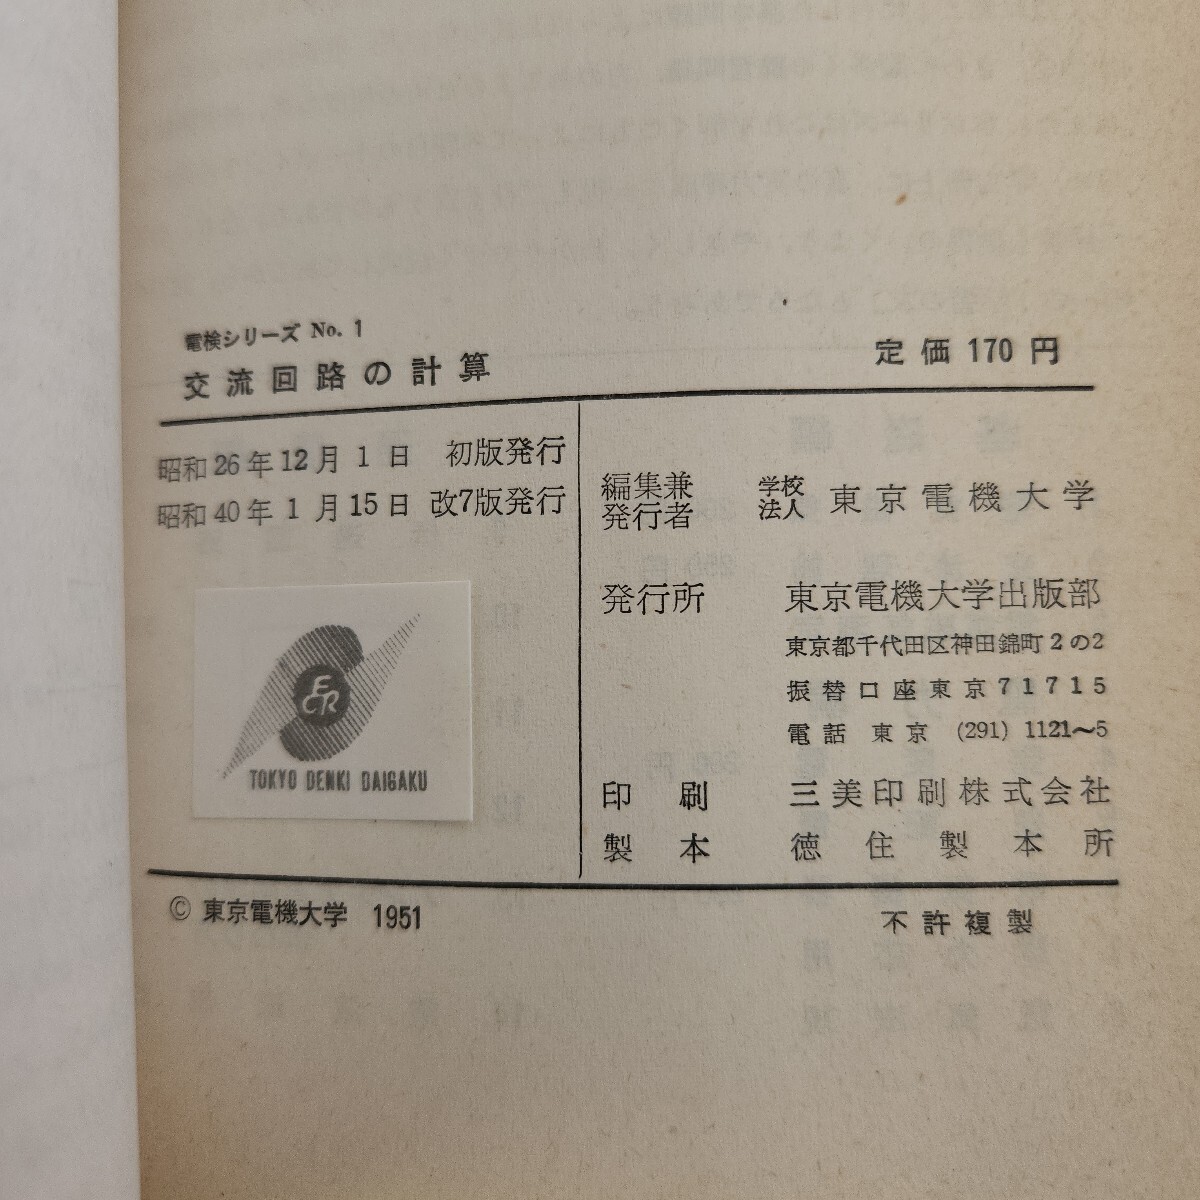 電検シリーズ No. 1
交流回路の計算
定価 170 円
昭和 26 年 12 月 1 日 初版発行
昭和 40 年 1 月 15 日 改7版発行
ECR
TOKYO DENKI DAIGAKU
編集兼発行者 学校法人 東京電機大学
発行所 東京電機大学出版部
東京都千代田区神田錦町2の2
振替口座東京71715
電話 東京 (291) 1121〜5
印刷 三美印刷株式会社
製本 徳住製本所
© 東京電機大学 1951
不許複製